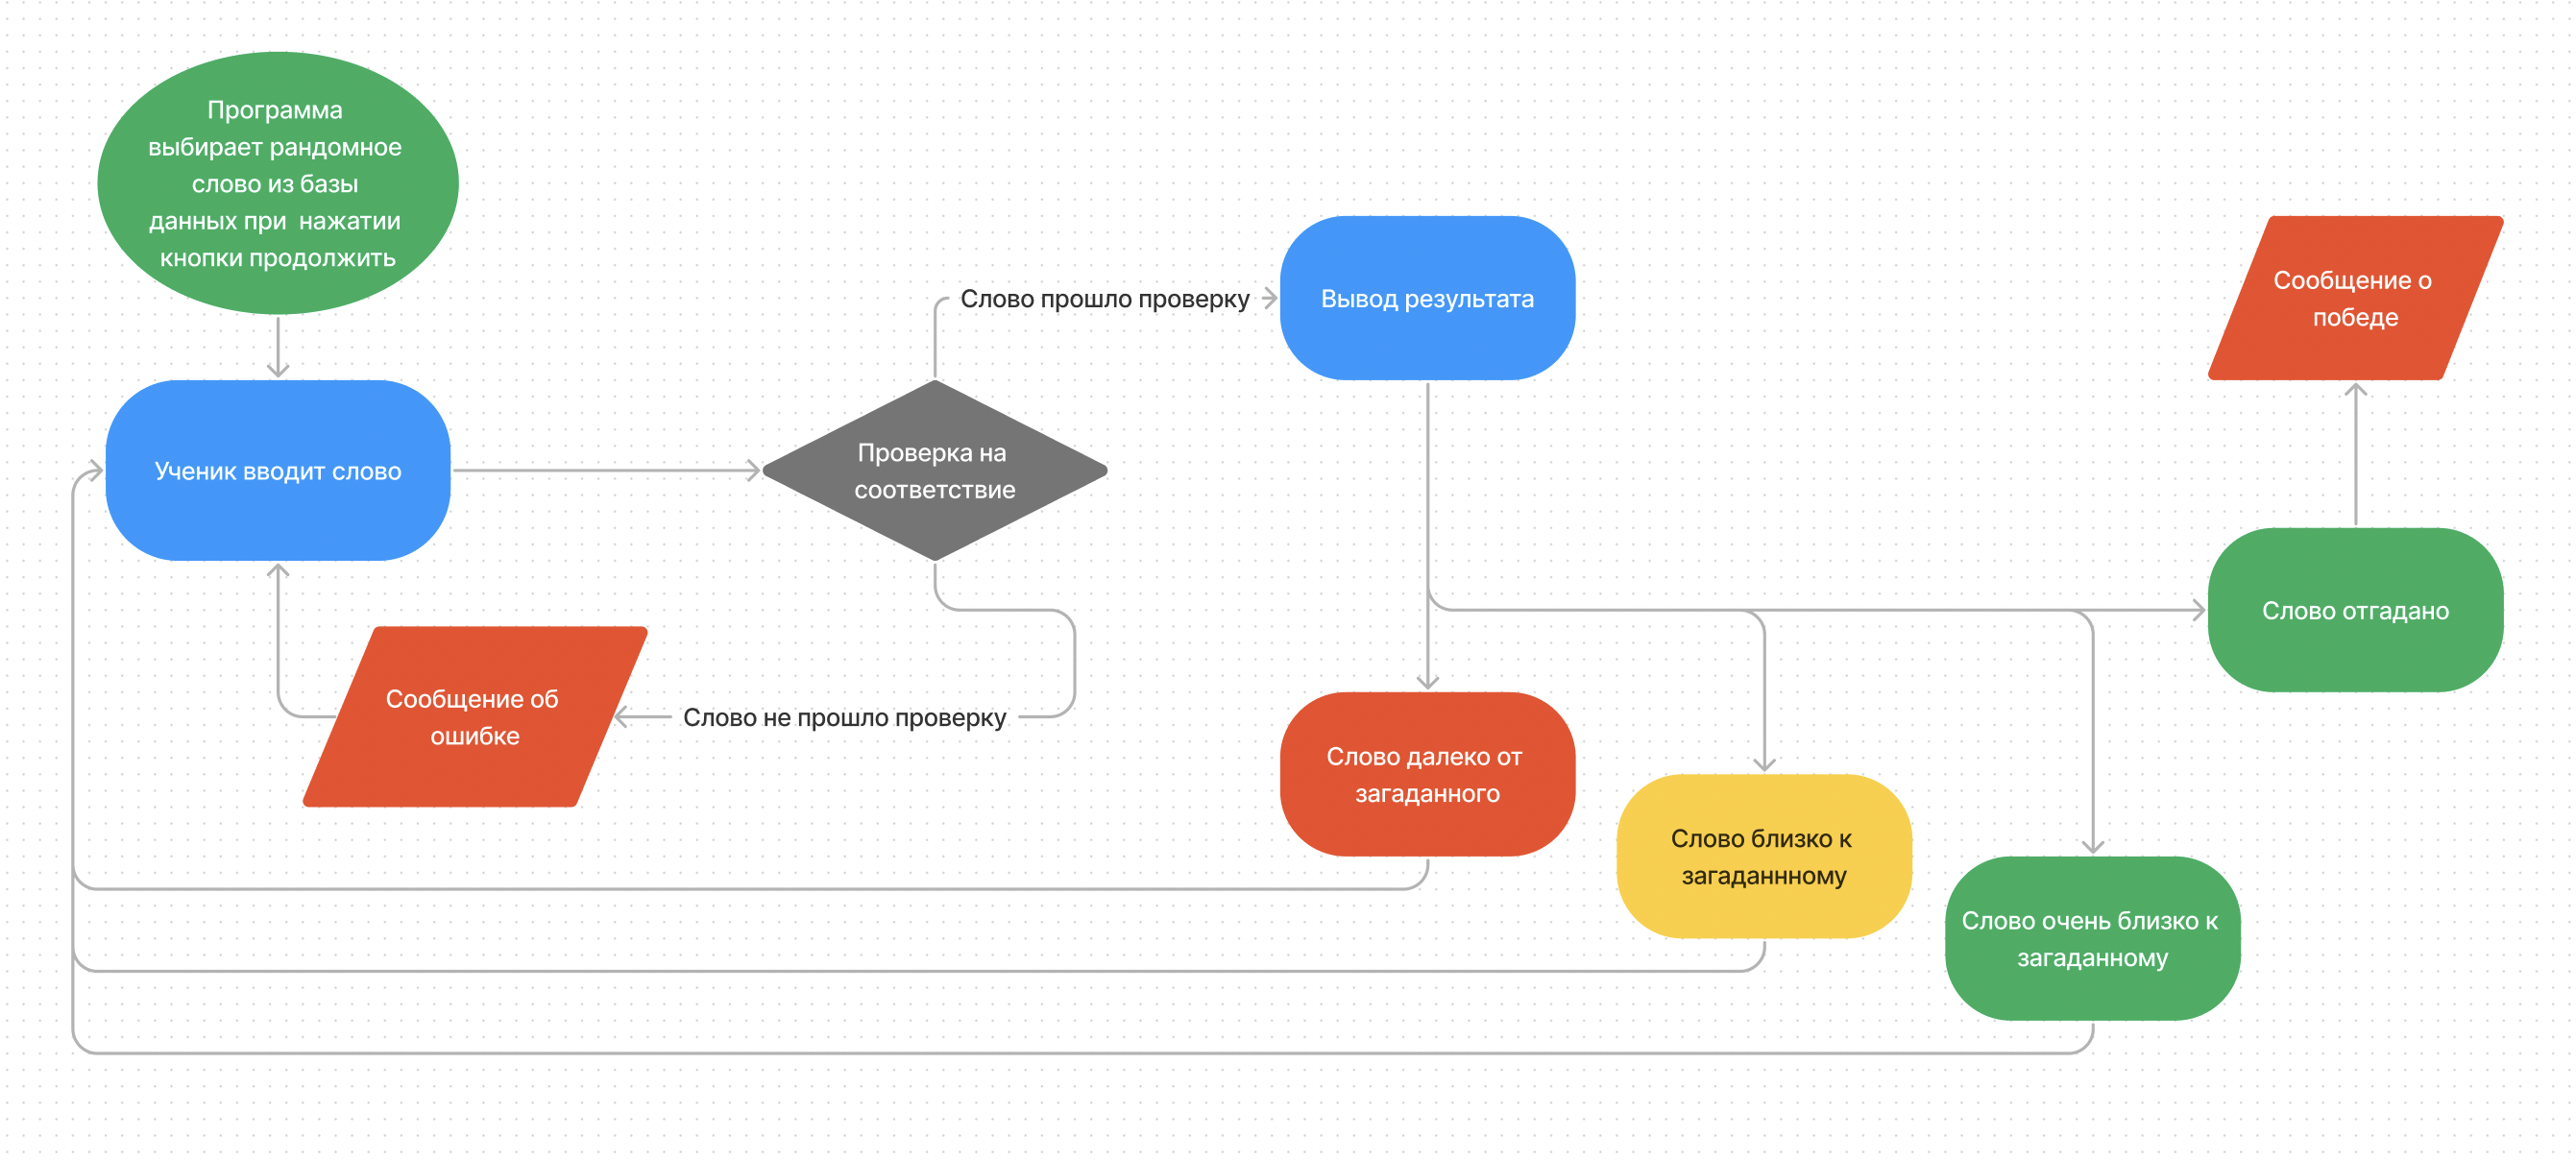 Программа
выбирает рандомное
слово из базы
данных при  нажатии
кнопки продолжить
Ученик вводит слово
Проверка на
соответствие
Слово прошло проверку
Вывод результата
Слово не прошло проверку
Сообщение об
ошибке
Слово далеко от
загаданного
Слово близко к
загаданнному
Слово очень близко к
загаданному
Слово отгадано
Сообщение о
победе